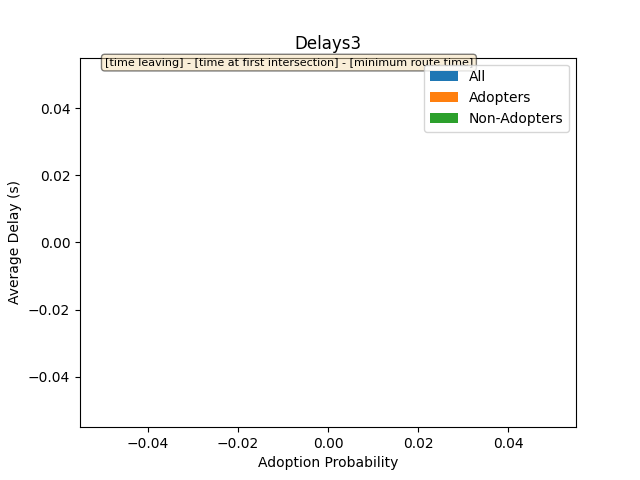 Delays3
[time leaving] - [time at first intersection] - [minimum route time]
All
Adopters
Non-Adopters
0.04
0.02
0.00
−0.02
−0.04
Average Delay (s)
−0.04 −0.02 0.00 0.02 0.04
Adoption Probability